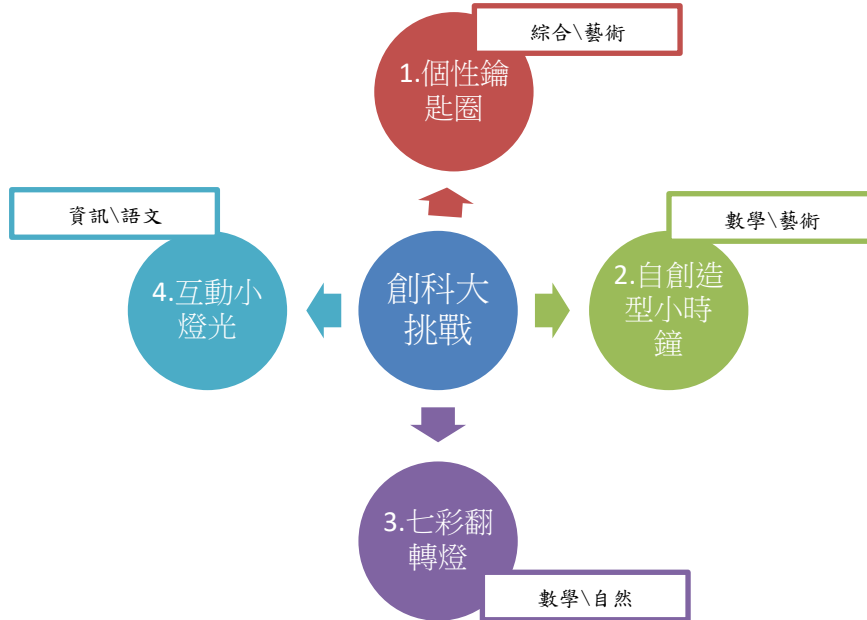 綜合\藝術
1.個性鑰
匙圈
資訊\語文
數學\藝術
4.互動小
燈光
創科大
挑戰
2.自創造
型小時
鐘
3.七彩翻
轉燈
數學\自然